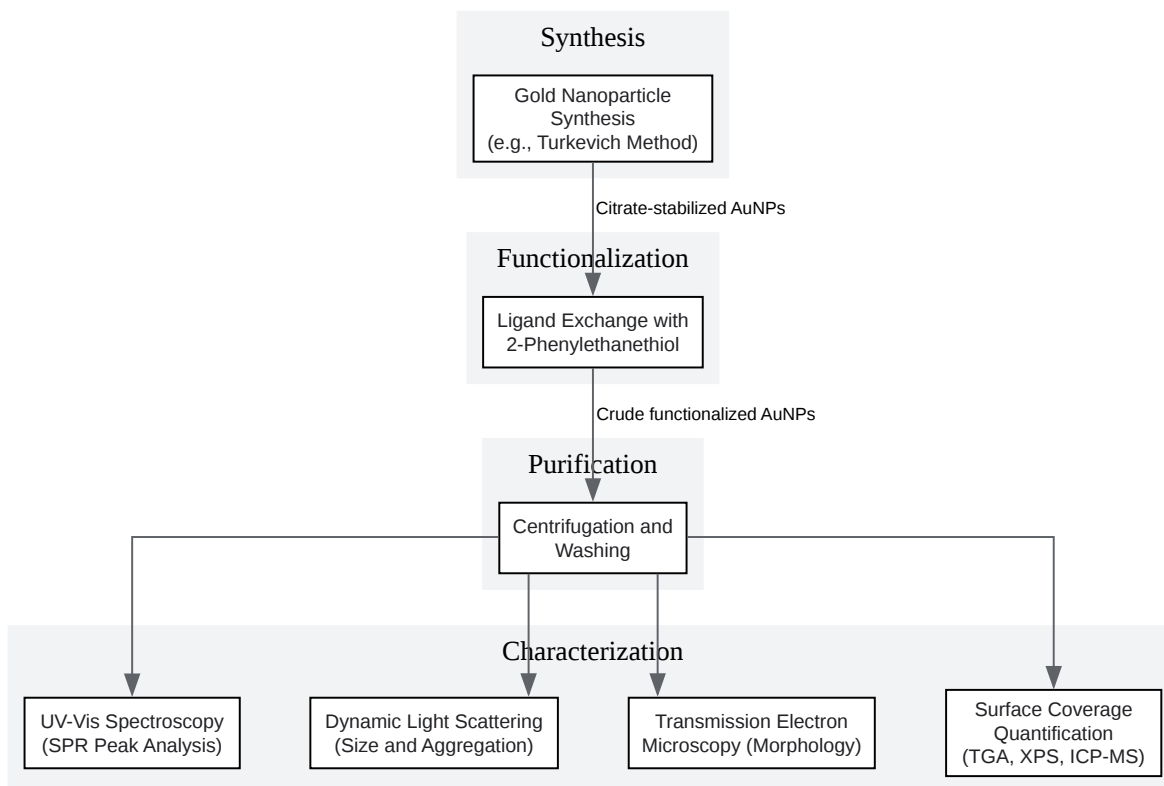 Synthesis
Gold Nanoparticle
Synthesis
(e.g., Turkevich Method)
Citrate-stabilized AuNPs
Functionalization
Ligand Exchange with
2-Phenylethanethiol
Crude functionalized AuNPs
Purification
Centrifugation and
Washing
Characterization
UV-Vis Spectroscopy
(SPR Peak Analysis)
Dynamic Light Scattering
(Size and Aggregation)
Transmission Electron
Microscopy (Morphology)
Surface Coverage
Quantification
(TGA, XPS, ICP-MS)